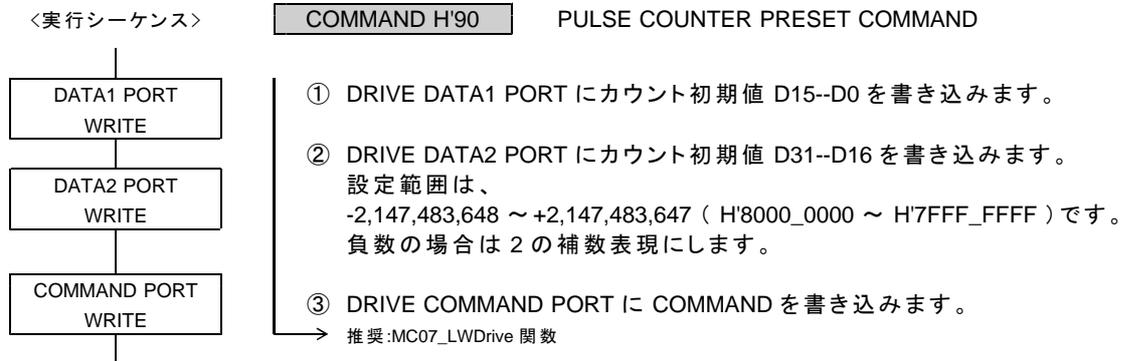 <実行シーケンス>
COMMAND H'90
PULSE COUNTER PRESET COMMAND
DATA1 PORT
WRITE
① DRIVE DATA1 PORT にカウント初期値 D15--D0 を書き込みます。
DATA2 PORT
WRITE
② DRIVE DATA2 PORT にカウント初期値 D31--D16 を書き込みます。
設定範囲は、
-2,147,483,648 ～ +2,147,483,647 ( H'8000_0000 ～ H'7FFF_FFFF ) です。
負数の場合は 2 の補数表現にします。
COMMAND PORT
WRITE
③ DRIVE COMMAND PORT に COMMAND を書き込みます。
推奨:MC07_LWDrive 関数